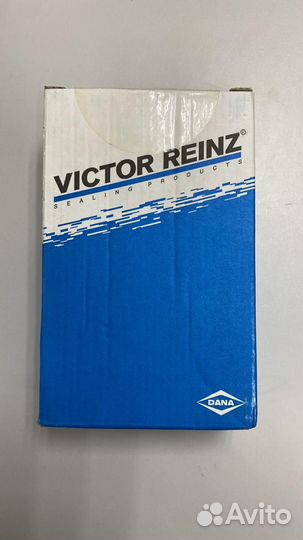 VICTOR REINZ®
SEALING PRODUCTS
DANA
Avito